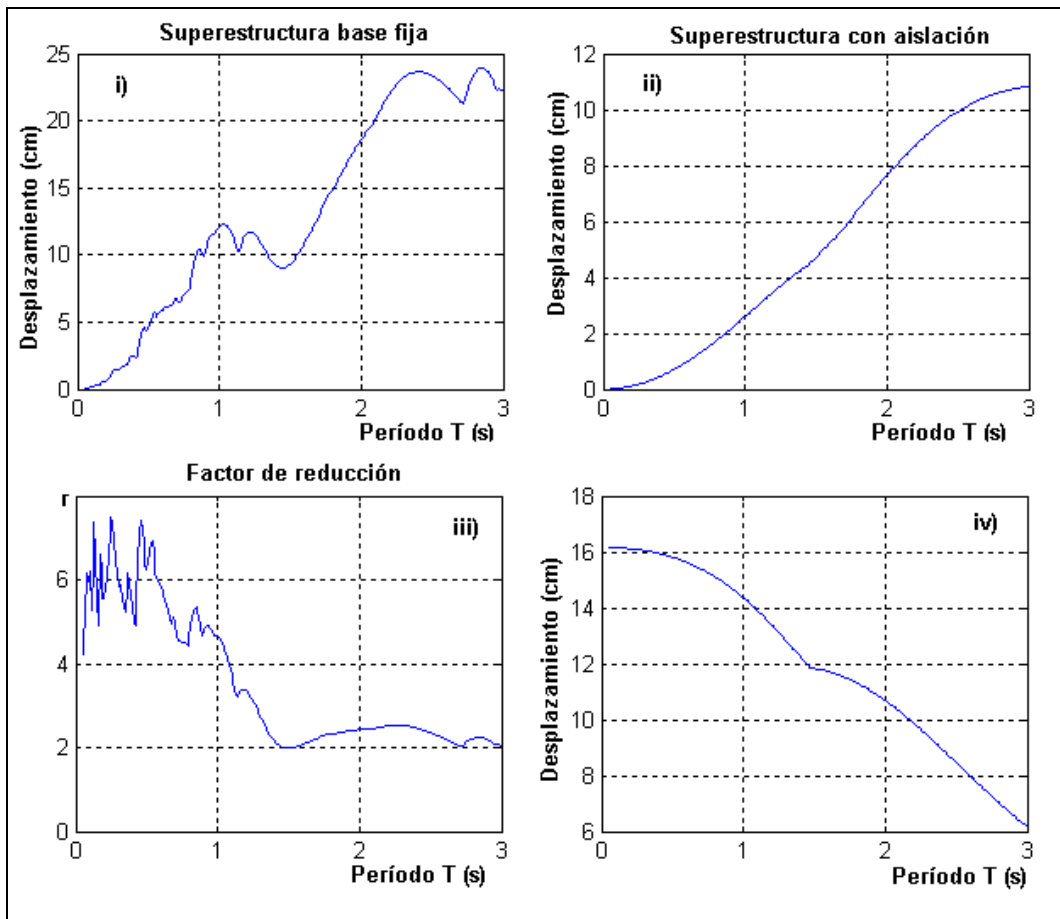 Superestructura base fija
i)
25
20
15
10
5
0
Desplazamiento (cm)
0 1 2 3
Período T (s)
Superestructura con aislación
ii)
12
10
8
6
4
2
0
Desplazamiento (cm)
0 1 2 3
Período T (s)
Factor de reducción
r
iii)
6
4
2
0
0 1 2 3
Período T (s)
iv)
18
16
14
12
10
8
6
Desplazamiento (cm)
0 1 2 3
Período T (s)